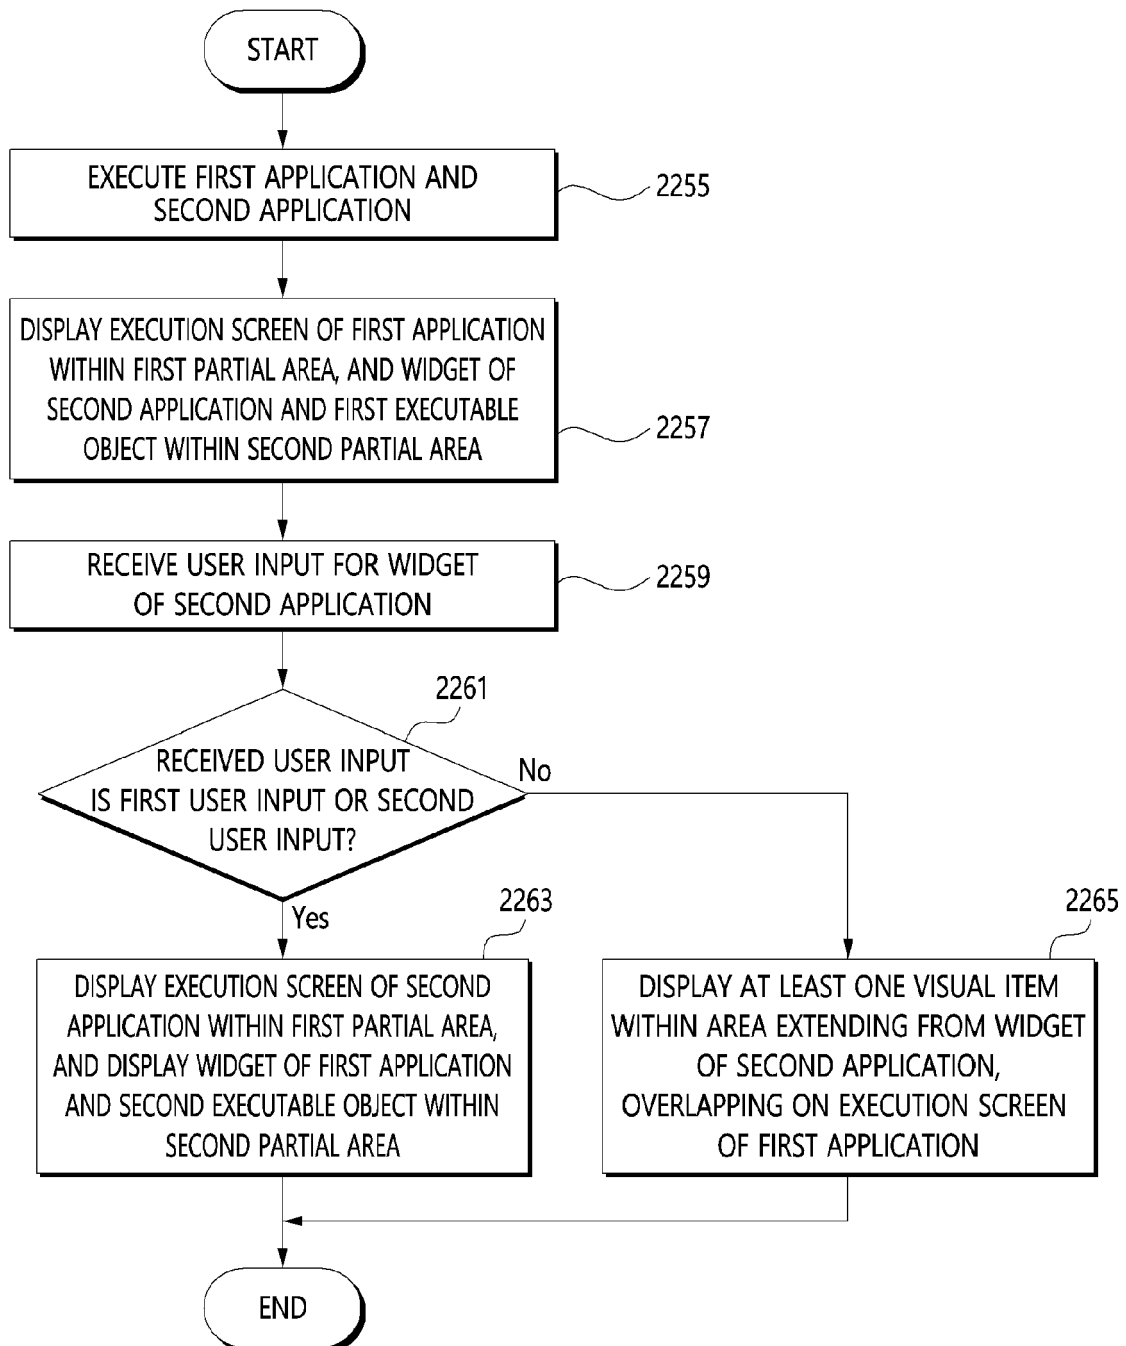 START
EXECUTE FIRST APPLICATION AND
SECOND APPLICATION
2255
DISPLAY EXECUTION SCREEN OF FIRST APPLICATION
WITHIN FIRST PARTIAL AREA, AND WIDGET OF
SECOND APPLICATION AND FIRST EXECUTABLE
OBJECT WITHIN SECOND PARTIAL AREA
2257
RECEIVE USER INPUT FOR WIDGET
OF SECOND APPLICATION
2259
2261
RECEIVED USER INPUT
IS FIRST USER INPUT OR SECOND
USER INPUT?
No
Yes
2263
DISPLAY EXECUTION SCREEN OF SECOND
APPLICATION WITHIN FIRST PARTIAL AREA,
AND DISPLAY WIDGET OF FIRST APPLICATION
AND SECOND EXECUTABLE OBJECT WITHIN
SECOND PARTIAL AREA
2265
DISPLAY AT LEAST ONE VISUAL ITEM
WITHIN AREA EXTENDING FROM WIDGET
OF SECOND APPLICATION,
OVERLAPPING ON EXECUTION SCREEN
OF FIRST APPLICATION
END